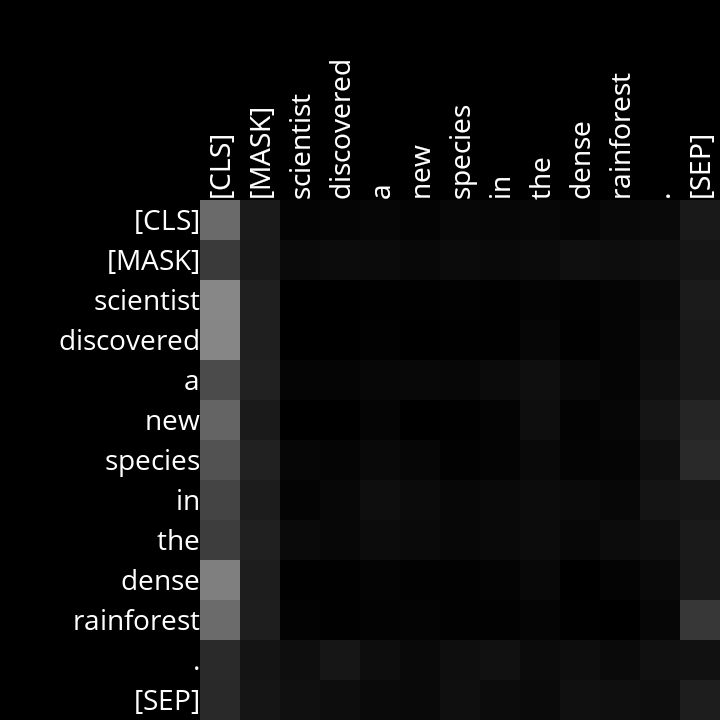 [CLS] [MASK] scientist discovered a new species in the dense rainforest . [SEP]
[CLS]
[MASK]
scientist
discovered
a
new
species
in
the
dense
rainforest
.
[SEP]